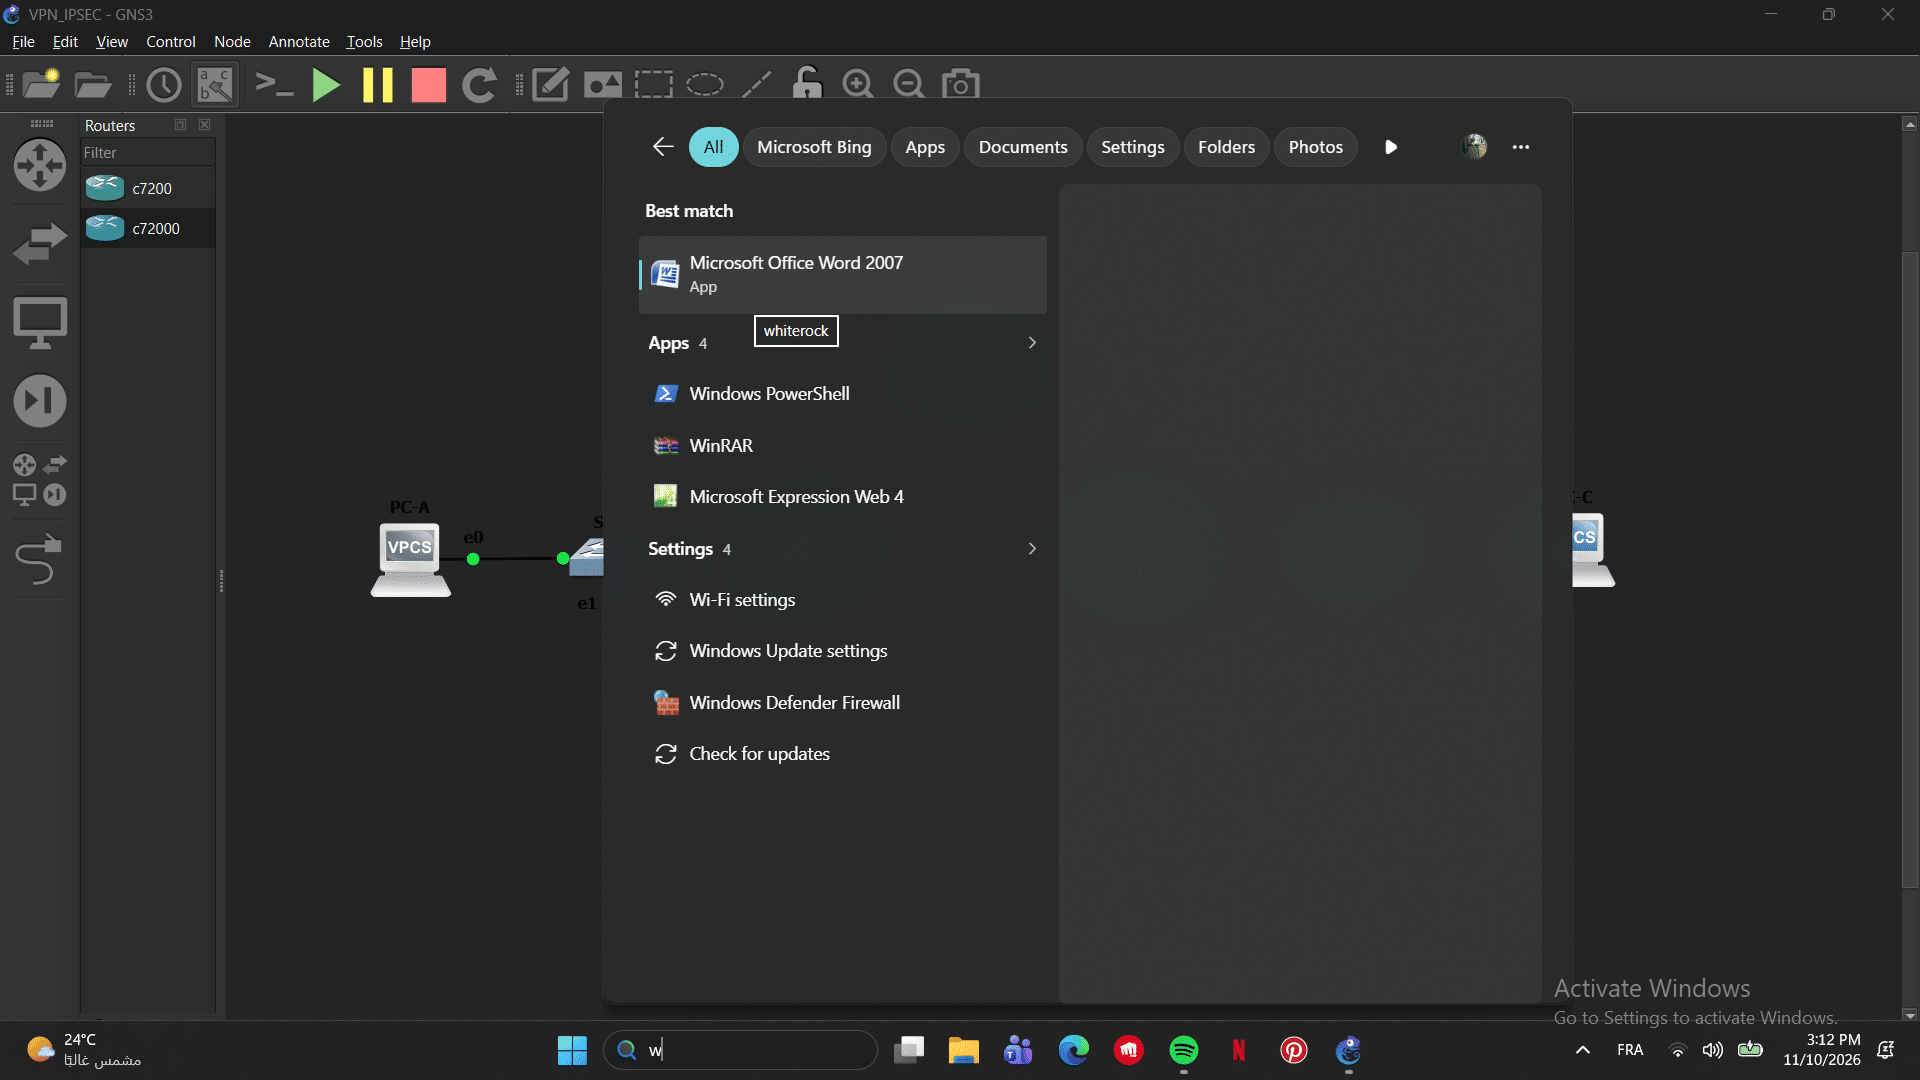 VPN_IPSEC - GNS3
File Edit View Control Node Annotate Tools Help
Routers
Filter
c7200
c72000
PC-A
VPCS
e0
S
e1
All Microsoft Bing Apps Documents Settings Folders Photos
Best match
Microsoft Office Word 2007
App
whiterock
Apps 4
Windows PowerShell
WinRAR
Microsoft Expression Web 4
Settings 4
Wi-Fi settings
Windows Update settings
Windows Defender Firewall
Check for updates
-C
CS
Activate Windows
Go to Settings to activate Windows.
24°C
مشمس غالبًا
w
FRA
3:12 PM
11/10/2026